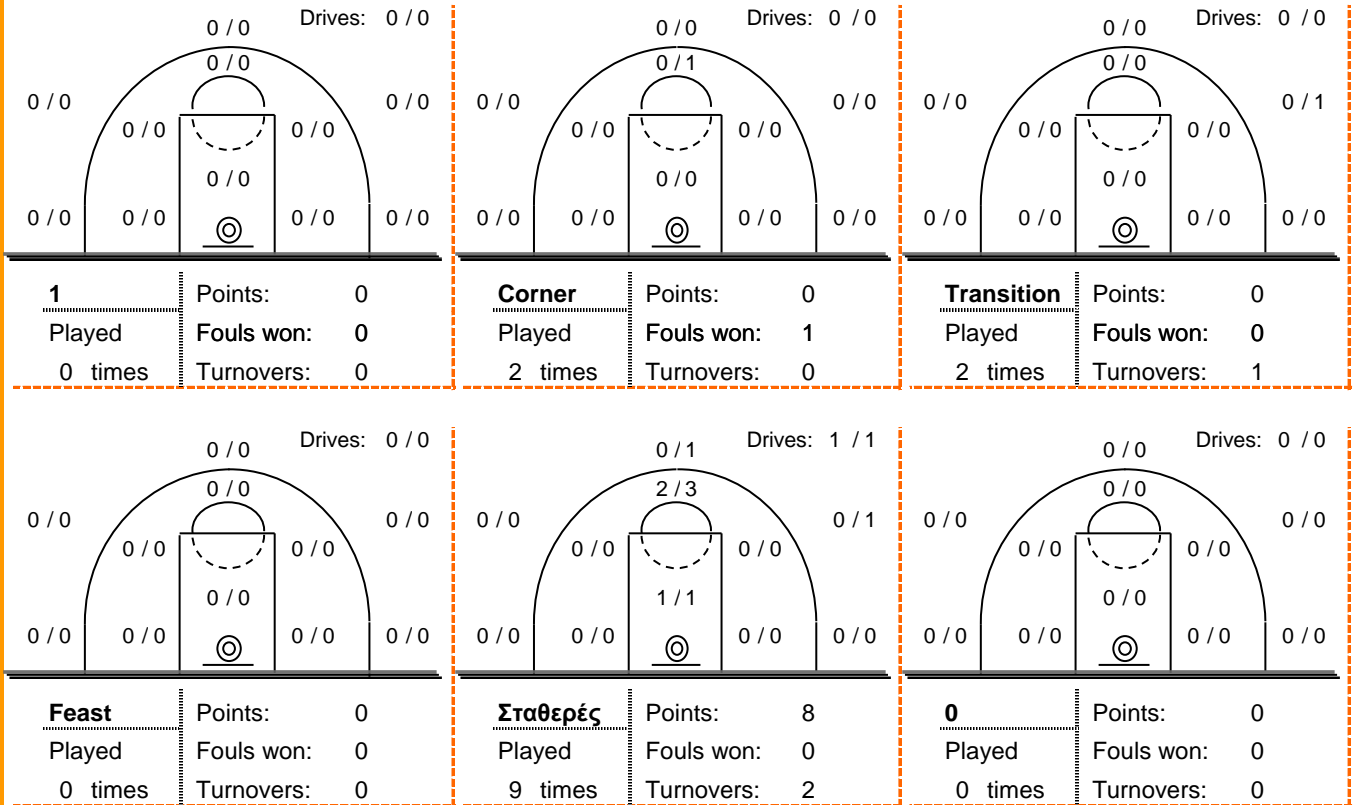 0 / 0 Drives: 0 / 0
0 / 0
0 / 0 0 / 0
0 / 0 0 / 0
0 / 0
0 / 0 0 / 0 0 / 0 0 / 0
1 Points: 0
Played Fouls won: 0
0 times Turnovers: 0
0 / 0 Drives: 0 / 0
0 / 1
0 / 0 0 / 0
0 / 0 0 / 0
0 / 0
0 / 0 0 / 0 0 / 0 0 / 0
Corner Points: 0
Played Fouls won: 1
2 times Turnovers: 0
0 / 0 Drives: 0 / 0
0 / 0
0 / 0 0 / 1
0 / 0 0 / 0
0 / 0
0 / 0 0 / 0 0 / 0 0 / 0
Transition Points: 0
Played Fouls won: 0
2 times Turnovers: 1
0 / 0 Drives: 0 / 0
0 / 0
0 / 0 0 / 0
0 / 0 0 / 0
0 / 0
0 / 0 0 / 0 0 / 0 0 / 0
Feast Points: 0
Played Fouls won: 0
0 times Turnovers: 0
0 / 1 Drives: 1 / 1
2 / 3
0 / 0 0 / 1
0 / 0 0 / 0
1 / 1
0 / 0 0 / 0 0 / 0 0 / 0
Σταθερές Points: 8
Played Fouls won: 0
9 times Turnovers: 2
0 / 0 Drives: 0 / 0
0 / 0
0 / 0 0 / 0
0 / 0 0 / 0
0 / 0
0 / 0 0 / 0 0 / 0 0 / 0
0 Points: 0
Played Fouls won: 0
0 times Turnovers: 0